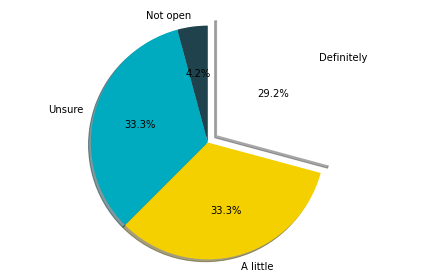 Not open
4.2%
Definitely
29.2%
Unsure
33.3%
33.3%
A little